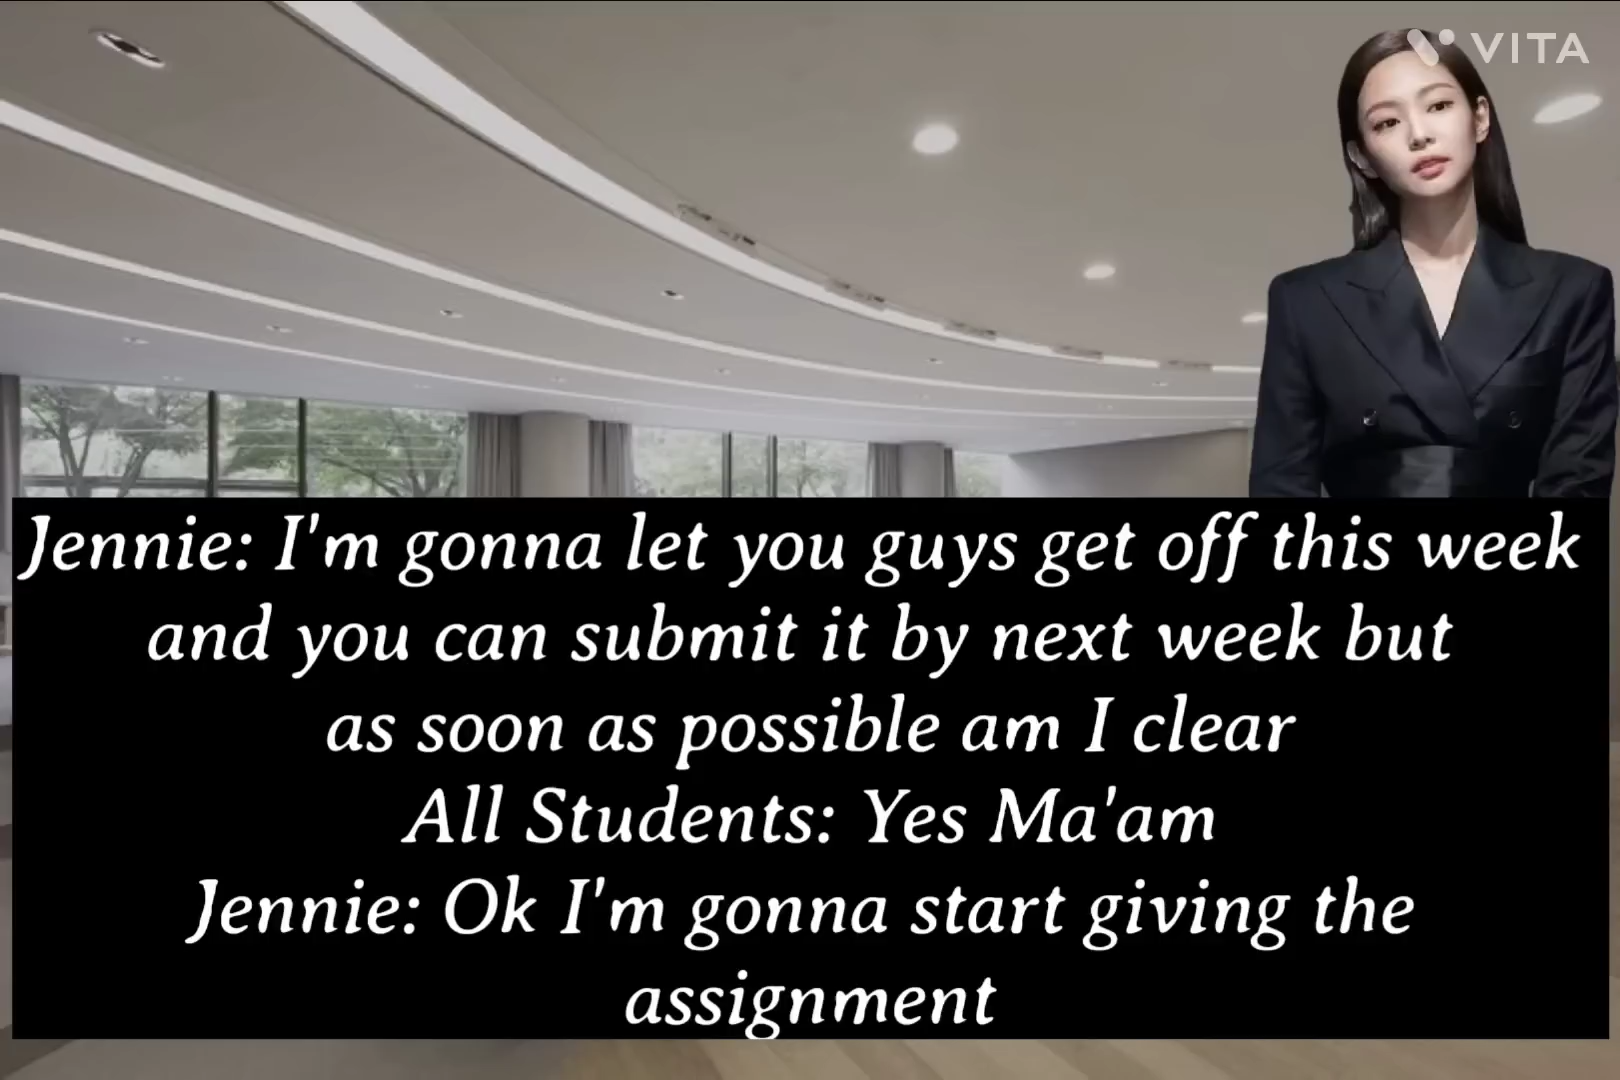 VITA
Jennie: I'm gonna let you guys get off this week
and you can submit it by next week but
as soon as possible am I clear
All Students: Yes Ma'am
Jennie: Ok I'm gonna start giving the
assignment